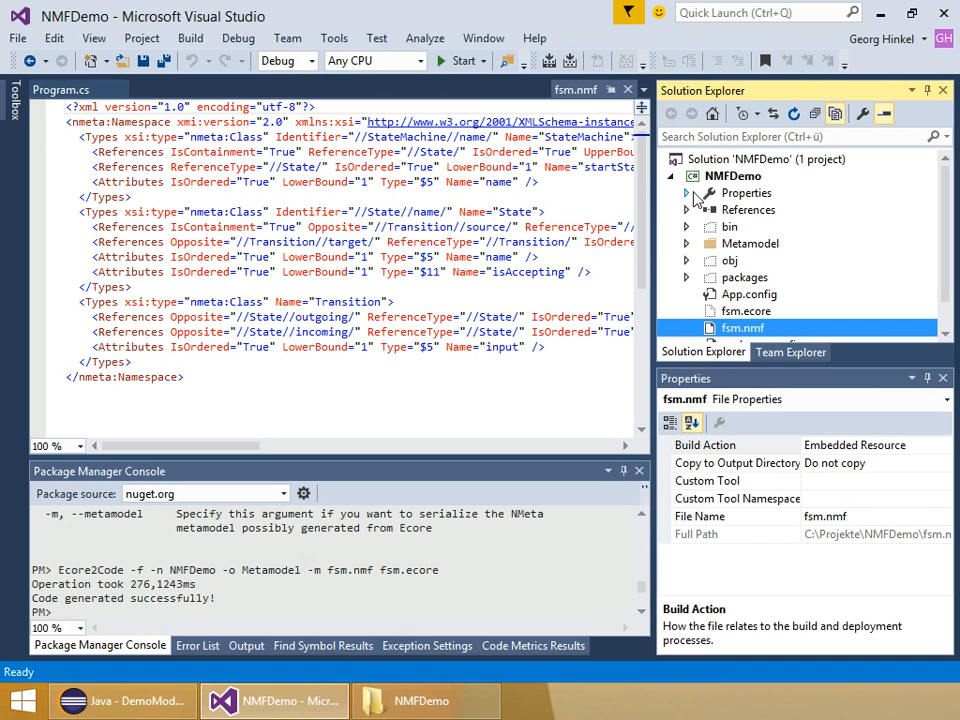 NMFDemo - Microsoft Visual Studio
Quick Launch (Ctrl+Q)
File Edit View Project Build Debug Team Tools Test Analyze Window Help
Georg Hinkel GH
Debug Any CPU Start
Toolbox
Program.cs fsm.nmf
<?xml version="1.0" encoding="utf-8"?>
<nmeta:Namespace xmi:version="2.0" xmlns:xsi="http://www.w3.org/2001/XMLSchema-instance
<Types xsi:type="nmeta:Class" Identifier="//StateMachine//name/" Name="StateMachine">
<References IsContainment="True" ReferenceType="//State/" IsOrdered="True" UpperBou
<References ReferenceType="//State/" IsOrdered="True" LowerBound="1" Name="startSta
<Attributes IsOrdered="True" LowerBound="1" Type="$5" Name="name" />
</Types>
<Types xsi:type="nmeta:Class" Identifier="//State//name/" Name="State">
<References IsContainment="True" Opposite="//Transition//source/" ReferenceType="/
<References Opposite="//Transition//target/" ReferenceType="//Transition/" IsOrdered
<Attributes IsOrdered="True" LowerBound="1" Type="$5" Name="name" />
<Attributes IsOrdered="True" LowerBound="1" Type="$11" Name="isAccepting" />
</Types>
<Types xsi:type="nmeta:Class" Name="Transition">
<References Opposite="//State//outgoing/" ReferenceType="//State/" IsOrdered="True"
<References Opposite="//State//incoming/" ReferenceType="//State/" IsOrdered="True"
<Attributes IsOrdered="True" LowerBound="1" Type="$5" Name="input" />
</Types>
</nmeta:Namespace>
100 %
Package Manager Console
Package source: nuget.org
-m, --metamodel Specify this argument if you want to serialize the NMeta
metamodel possibly generated from Ecore
PM> Ecore2Code -f -n NMFDemo -o Metamodel -m fsm.nmf fsm.ecore
Operation took 276,1243ms
Code generated successfully!
PM>
100 %
Package Manager Console Error List Output Find Symbol Results Exception Settings Code Metrics Results
Solution Explorer
Search Solution Explorer (Ctrl+ü)
Solution 'NMFDemo' (1 project)
C# NMFDemo
Properties
References
bin
Metamodel
obj
packages
App.config
fsm.ecore
fsm.nmf
Solution Explorer Team Explorer
Properties
fsm.nmf File Properties
Build Action Embedded Resource
Copy to Output Directory Do not copy
Custom Tool
Custom Tool Namespace
File Name fsm.nmf
Full Path C:\Projekte\NMFDemo\fsm.n
Build Action
How the file relates to the build and deployment
processes.
Ready
Java - DemoMod... NMFDemo - Micr... NMFDemo